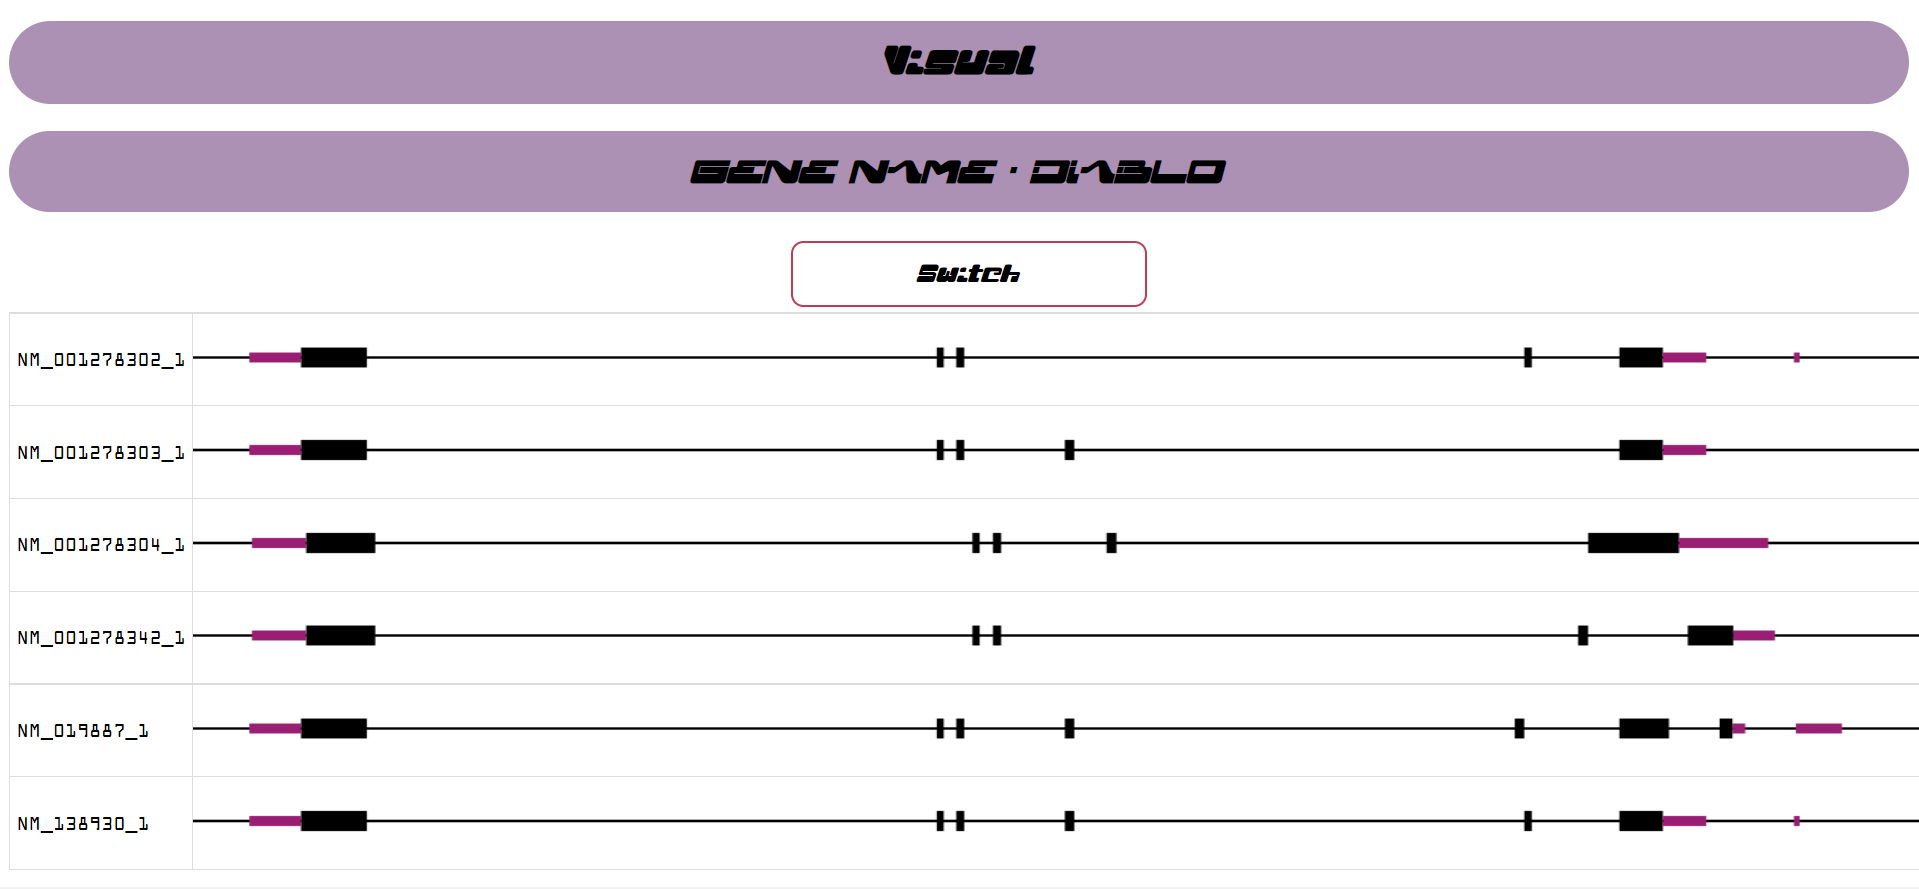 Visual
GENE NAME : DIABLO
Switch
NM_001278302_1
NM_001278303_1
NM_001278304_1
NM_001278342_1
NM_019887_1
NM_138930_1